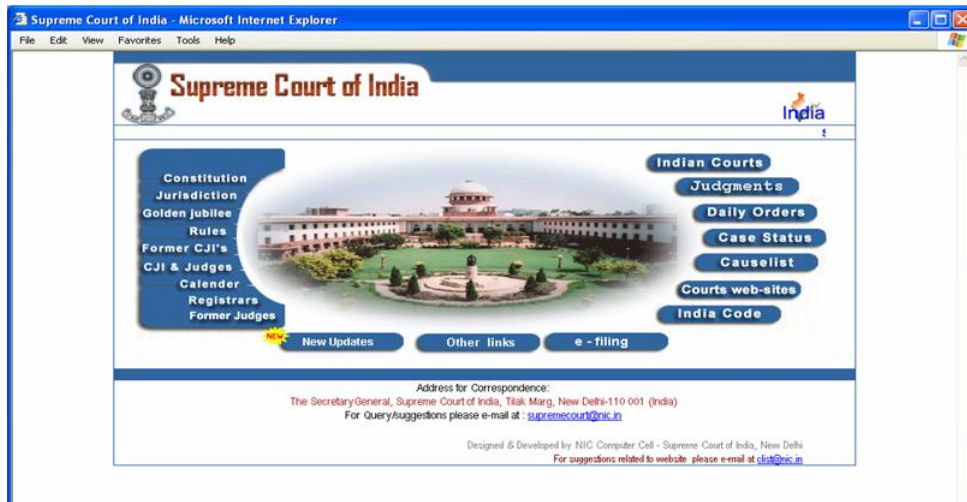 Supreme Court of India - Microsoft Internet Explorer
File Edit View Favorites Tools Help
Supreme Court of India
India
Constitution
Jurisdiction
Golden jubilee
Rules
Former CJI's
CJI & Judges
Calender
Registrars
Former Judges
Indian Courts
Judgments
Daily Orders
Case Status
Causelist
Courts web-sites
India Code
NEW
New Updates
Other links
e - filing
Address for Correspondence:
The Secretary General, Supreme Court of India, Tilak Marg, New Delhi-110 001 (India)
For Query/suggestions please e-mail at : supremecourt@nic.in
Designed & Developed by NIC Computer Cell - Supreme Court of India, New Delhi
For suggestions related to website please e-mail at clist@nic.in